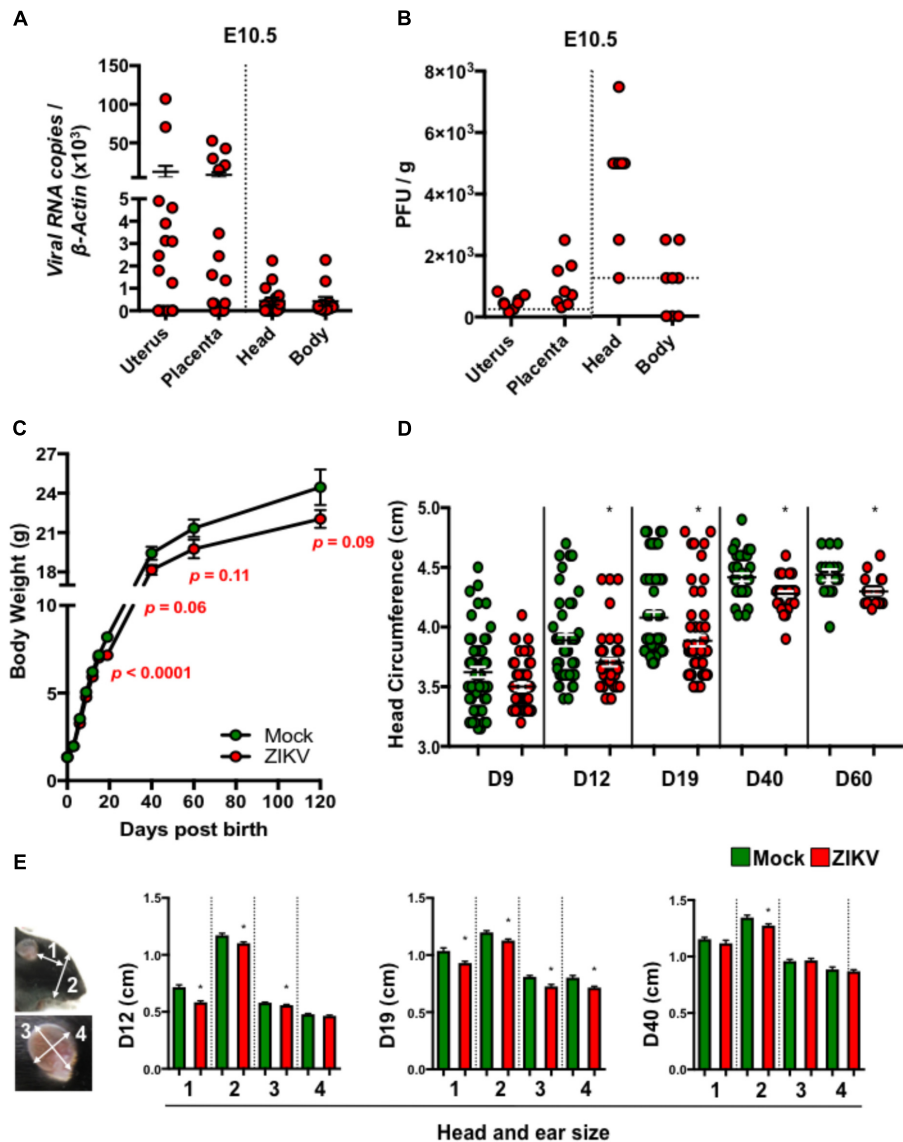 A
E10.5
Viral RNA copies /
β-Actin (x10³)
150
100
50
5
4
3
2
1
0
Uterus
Placenta
Head
Body
B
E10.5
PFU / g
8×10³
6×10³
4×10³
2×10³
0
Uterus
Placenta
Head
Body
C
Body Weight (g)
27
24
21
18
10
5
0
p = 0.09
p = 0.11
p = 0.06
p < 0.0001
Mock
ZIKV
0 20 40 60 80 100 120
Days post birth
D
Head Circumference (cm)
5.0
4.5
4.0
3.5
3.0
* * * *
D9 D12 D19 D40 D60
E
Mock ZIKV
1
2
3 4
D12 (cm)
1.5
1.0
0.5
0.0
* * *
1 2 3 4
D19 (cm)
1.5
1.0
0.5
0.0
* * * *
1 2 3 4
D40 (cm)
1.5
1.0
0.5
0.0
*
1 2 3 4
Head and ear size